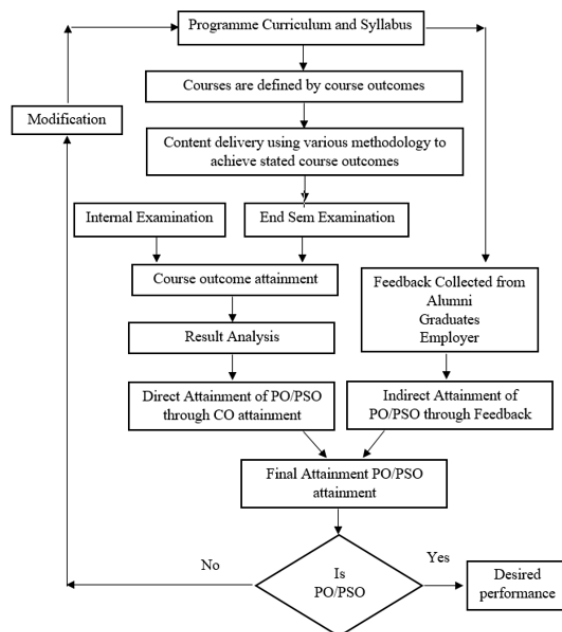 Programme Curriculum and Syllabus
Courses are defined by course outcomes
Modification
Content delivery using various methodology to
achieve stated course outcomes
Internal Examination
End Sem Examination
Course outcome attainment
Feedback Collected from
Alumni
Graduates
Employer
Result Analysis
Direct Attainment of PO/PSO
through CO attainment
Indirect Attainment of
PO/PSO through Feedback
Final Attainment PO/PSO
attainment
No
Yes
Is
PO/PSO
Desired
performance